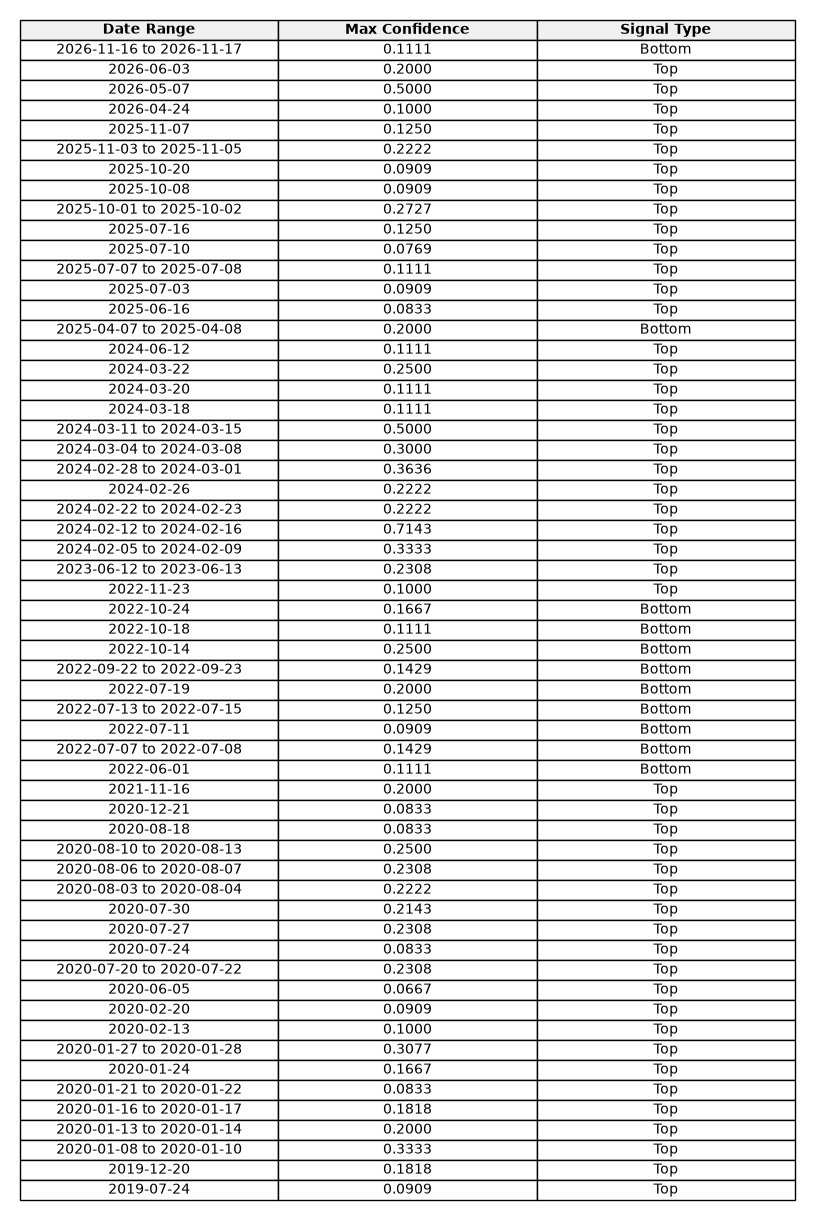 Date Range Max Confidence Signal Type
2026-11-16 to 2026-11-17 0.1111 Bottom
2026-06-03 0.2000 Top
2026-05-07 0.5000 Top
2026-04-24 0.1000 Top
2025-11-07 0.1250 Top
2025-11-03 to 2025-11-05 0.2222 Top
2025-10-20 0.0909 Top
2025-10-08 0.0909 Top
2025-10-01 to 2025-10-02 0.2727 Top
2025-07-16 0.1250 Top
2025-07-10 0.0769 Top
2025-07-07 to 2025-07-08 0.1111 Top
2025-07-03 0.0909 Top
2025-06-16 0.0833 Top
2025-04-07 to 2025-04-08 0.2000 Bottom
2024-06-12 0.1111 Top
2024-03-22 0.2500 Top
2024-03-20 0.1111 Top
2024-03-18 0.1111 Top
2024-03-11 to 2024-03-15 0.5000 Top
2024-03-04 to 2024-03-08 0.3000 Top
2024-02-28 to 2024-03-01 0.3636 Top
2024-02-26 0.2222 Top
2024-02-22 to 2024-02-23 0.2222 Top
2024-02-12 to 2024-02-16 0.7143 Top
2024-02-05 to 2024-02-09 0.3333 Top
2023-06-12 to 2023-06-13 0.2308 Top
2022-11-23 0.1000 Top
2022-10-24 0.1667 Bottom
2022-10-18 0.1111 Bottom
2022-10-14 0.2500 Bottom
2022-09-22 to 2022-09-23 0.1429 Bottom
2022-07-19 0.2000 Bottom
2022-07-13 to 2022-07-15 0.1250 Bottom
2022-07-11 0.0909 Bottom
2022-07-07 to 2022-07-08 0.1429 Bottom
2022-06-01 0.1111 Bottom
2021-11-16 0.2000 Top
2020-12-21 0.0833 Top
2020-08-18 0.0833 Top
2020-08-10 to 2020-08-13 0.2500 Top
2020-08-06 to 2020-08-07 0.2308 Top
2020-08-03 to 2020-08-04 0.2222 Top
2020-07-30 0.2143 Top
2020-07-27 0.2308 Top
2020-07-24 0.0833 Top
2020-07-20 to 2020-07-22 0.2308 Top
2020-06-05 0.0667 Top
2020-02-20 0.0909 Top
2020-02-13 0.1000 Top
2020-01-27 to 2020-01-28 0.3077 Top
2020-01-24 0.1667 Top
2020-01-21 to 2020-01-22 0.0833 Top
2020-01-16 to 2020-01-17 0.1818 Top
2020-01-13 to 2020-01-14 0.2000 Top
2020-01-08 to 2020-01-10 0.3333 Top
2019-12-20 0.1818 Top
2019-07-24 0.0909 Top